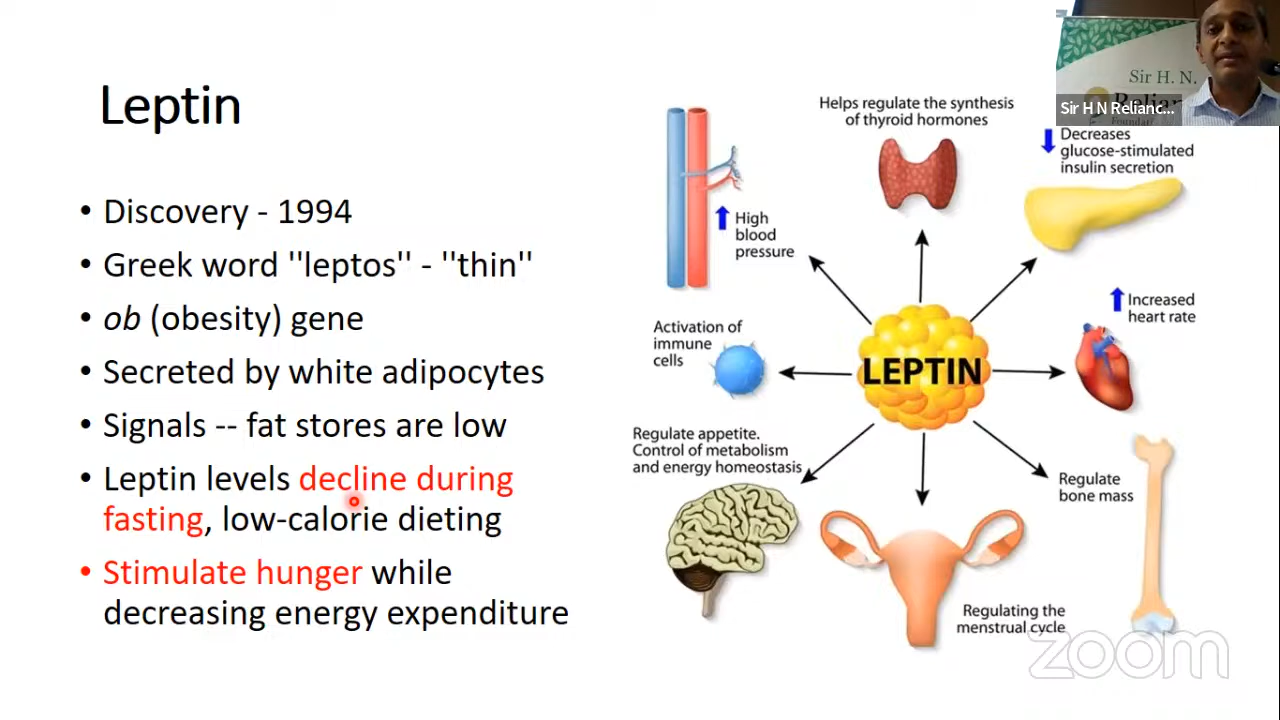 Leptin
• Discovery - 1994
• Greek word "leptos" - "thin"
• ob (obesity) gene
• Secreted by white adipocytes
• Signals -- fat stores are low
• Leptin levels decline during
fasting, low-calorie dieting
• Stimulate hunger while
decreasing energy expenditure
Helps regulate the synthesis
of thyroid hormones
Decreases
glucose-stimulated
insulin secretion
High
blood
pressure
Increased
heart rate
Activation of
immune
cells
LEPTIN
Regulate appetite.
Control of metabolism
and energy homeostasis
Regulate
bone mass
Regulating the
menstrual cycle
Sir H. N.
Sir H N Relianc...
zoom